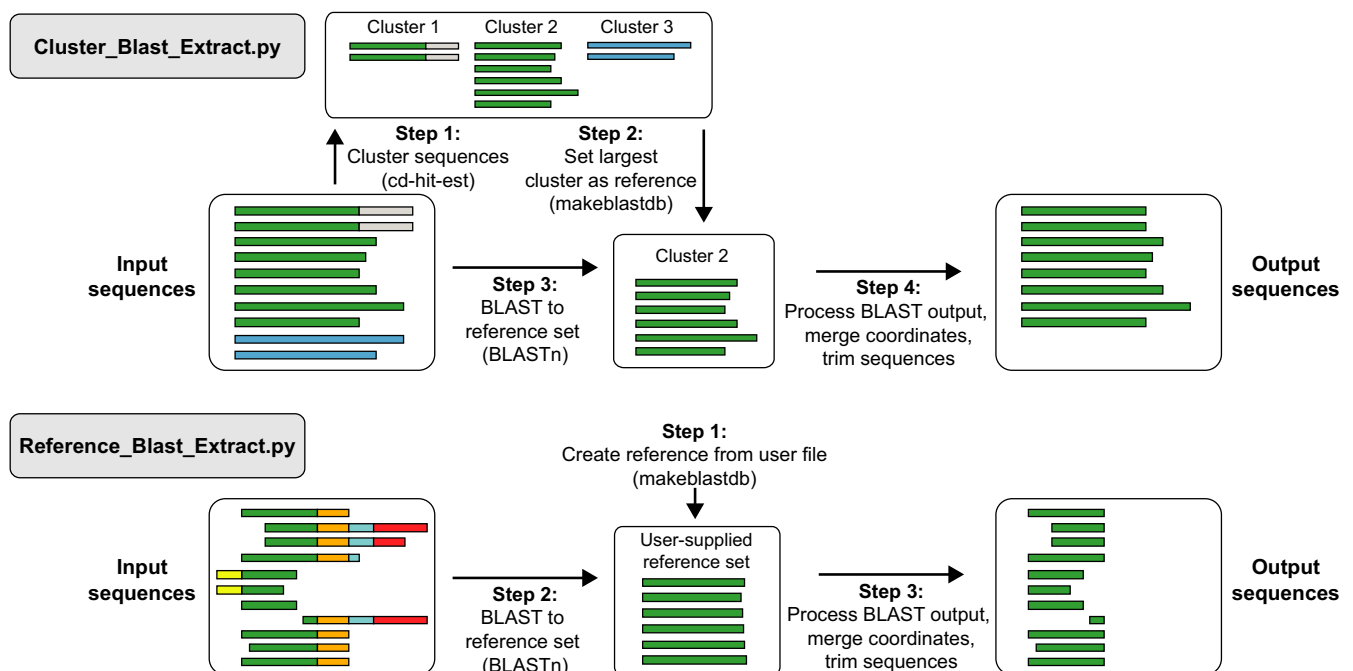 Cluster_Blast_Extract.py
Cluster 1
Cluster 2
Cluster 3
Step 1:
Cluster sequences
(cd-hit-est)
Step 2:
Set largest
cluster as reference
(makeblastdb)
Input
sequences
Step 3:
BLAST to
reference set
(BLASTn)
Cluster 2
Step 4:
Process BLAST output,
merge coordinates,
trim sequences
Output
sequences
Reference_Blast_Extract.py
Step 1:
Create reference from user file
(makeblastdb)
Input
sequences
Step 2:
BLAST to
reference set
(BLASTn)
User-supplied
reference set
Step 3:
Process BLAST output,
merge coordinates,
trim sequences
Output
sequences